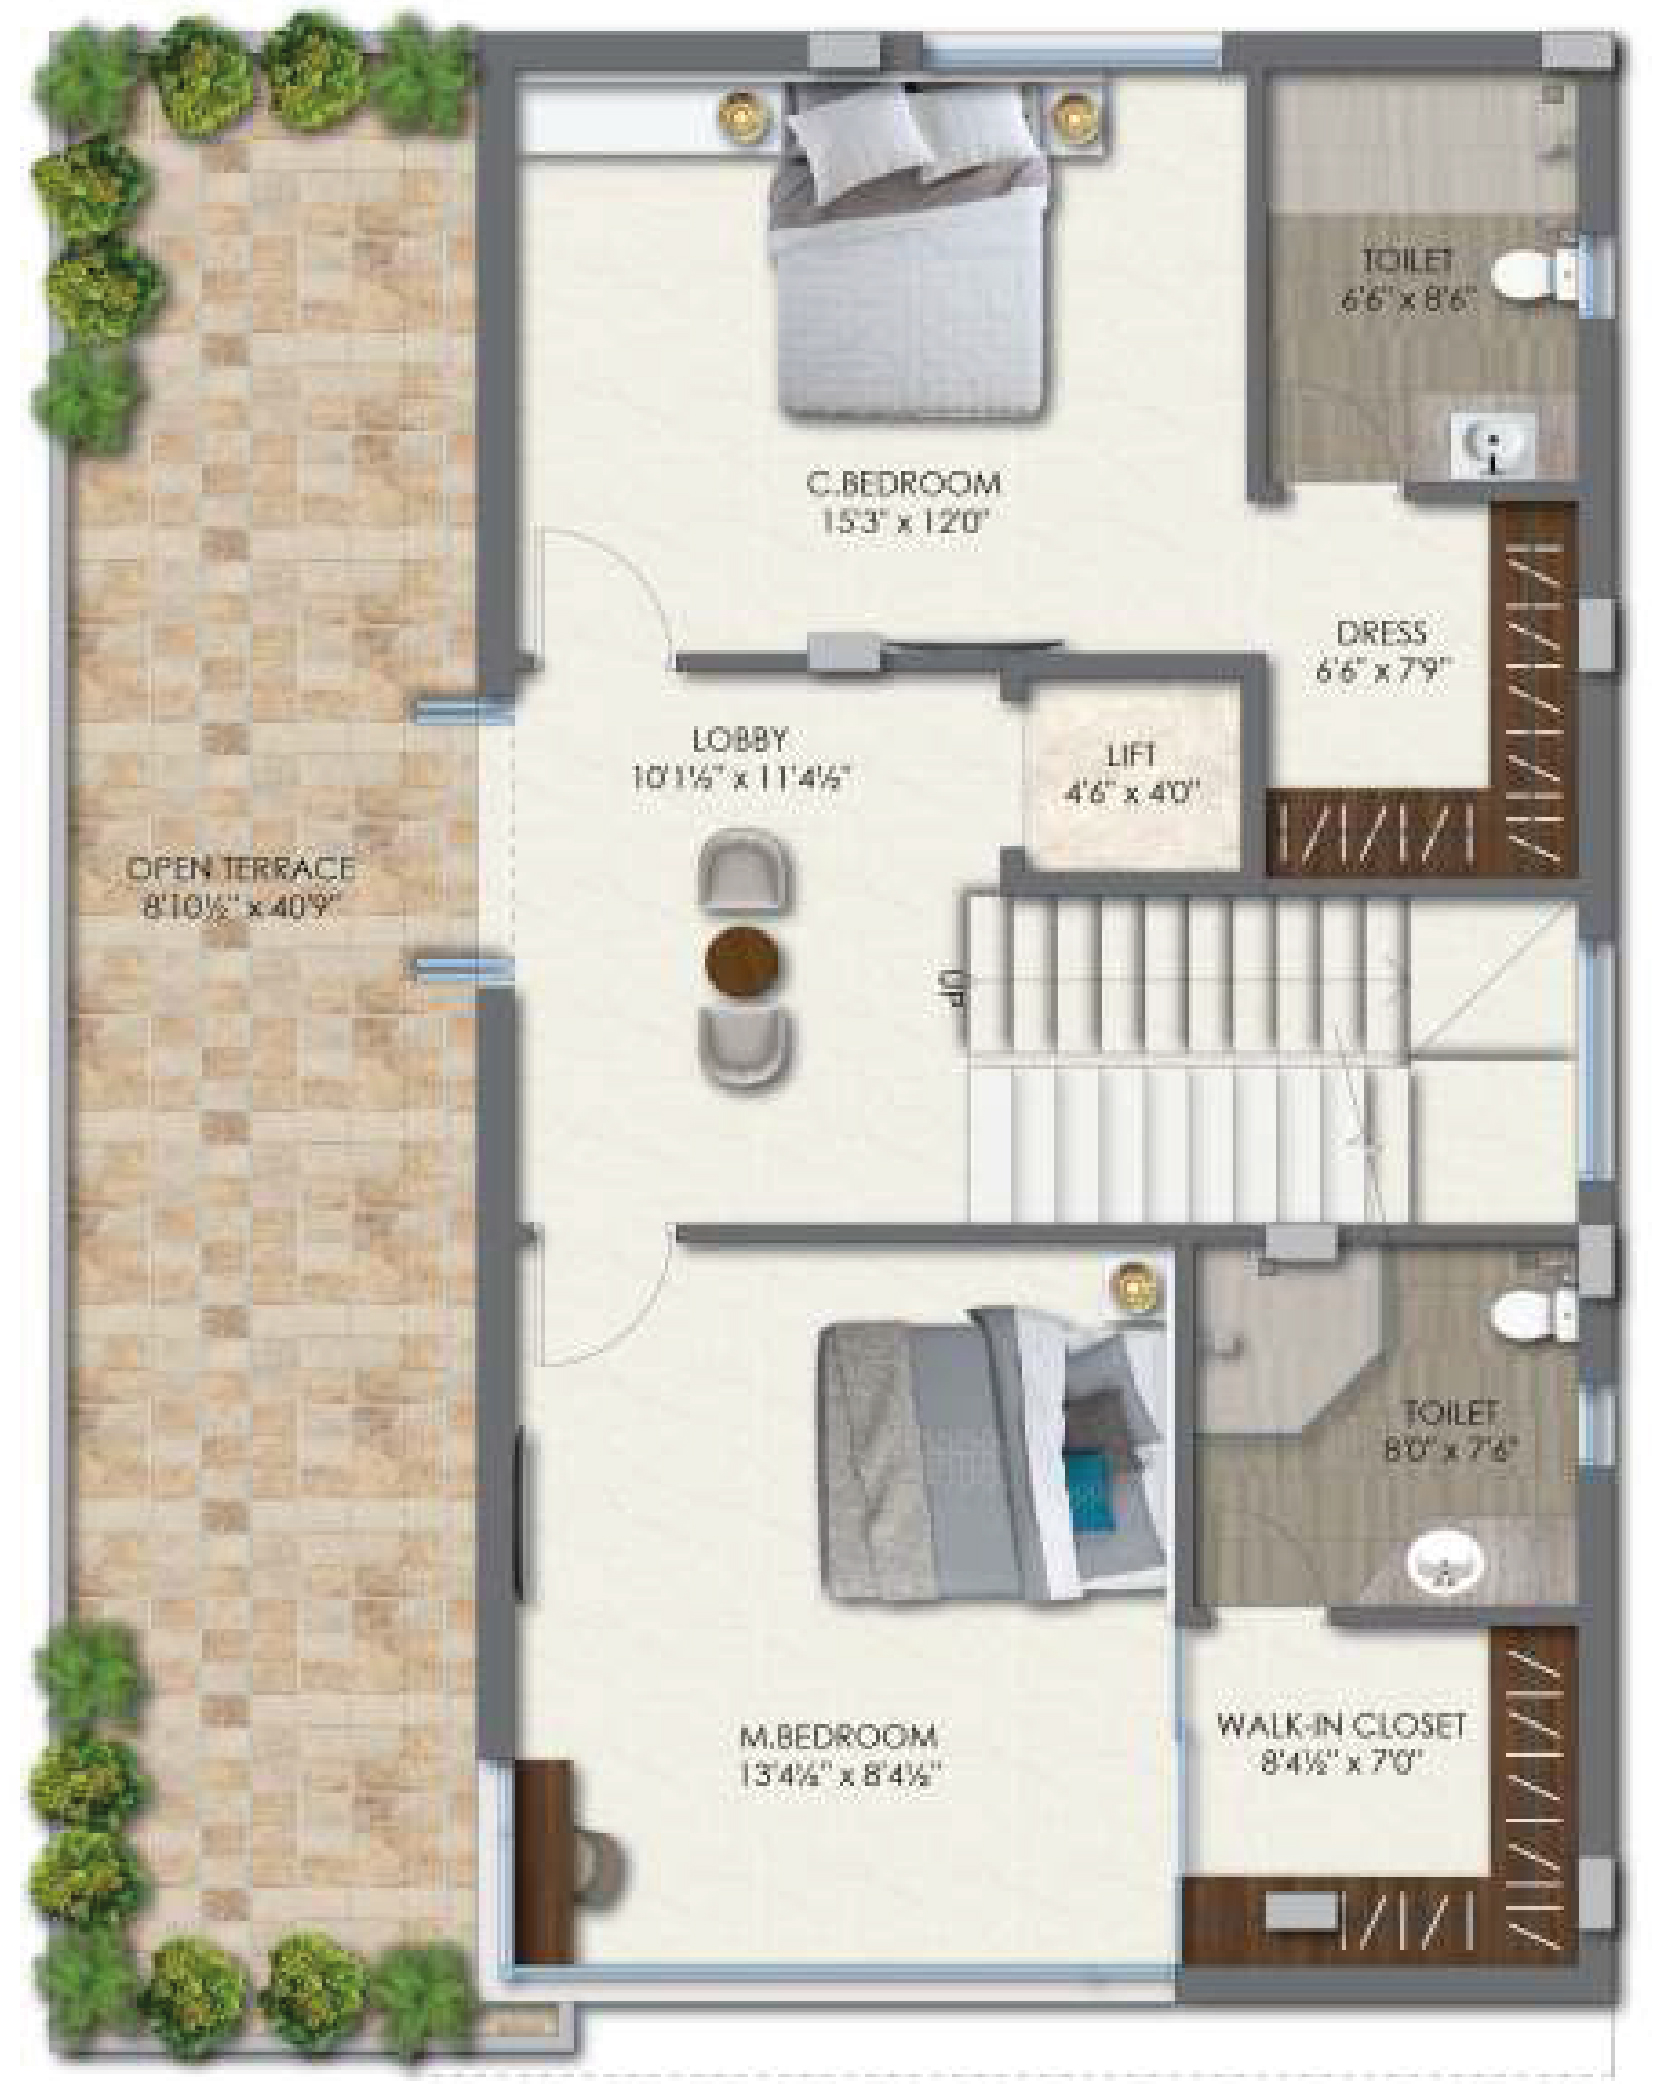 TOILET
6'6" x 8'6"
C.BEDROOM
15'3" x 12'0"
DRESS
6'6" x 7'9"
LOBBY
10'1½" x 11'4½"
LIFT
4'6" x 4'0"
OPEN TERRACE
8'10½" x 40'9"
UP
TOILET
8'0" x 7'6"
M.BEDROOM
13'4½" x 8'4½"
WALK-IN CLOSET
8'4½" x 7'0"